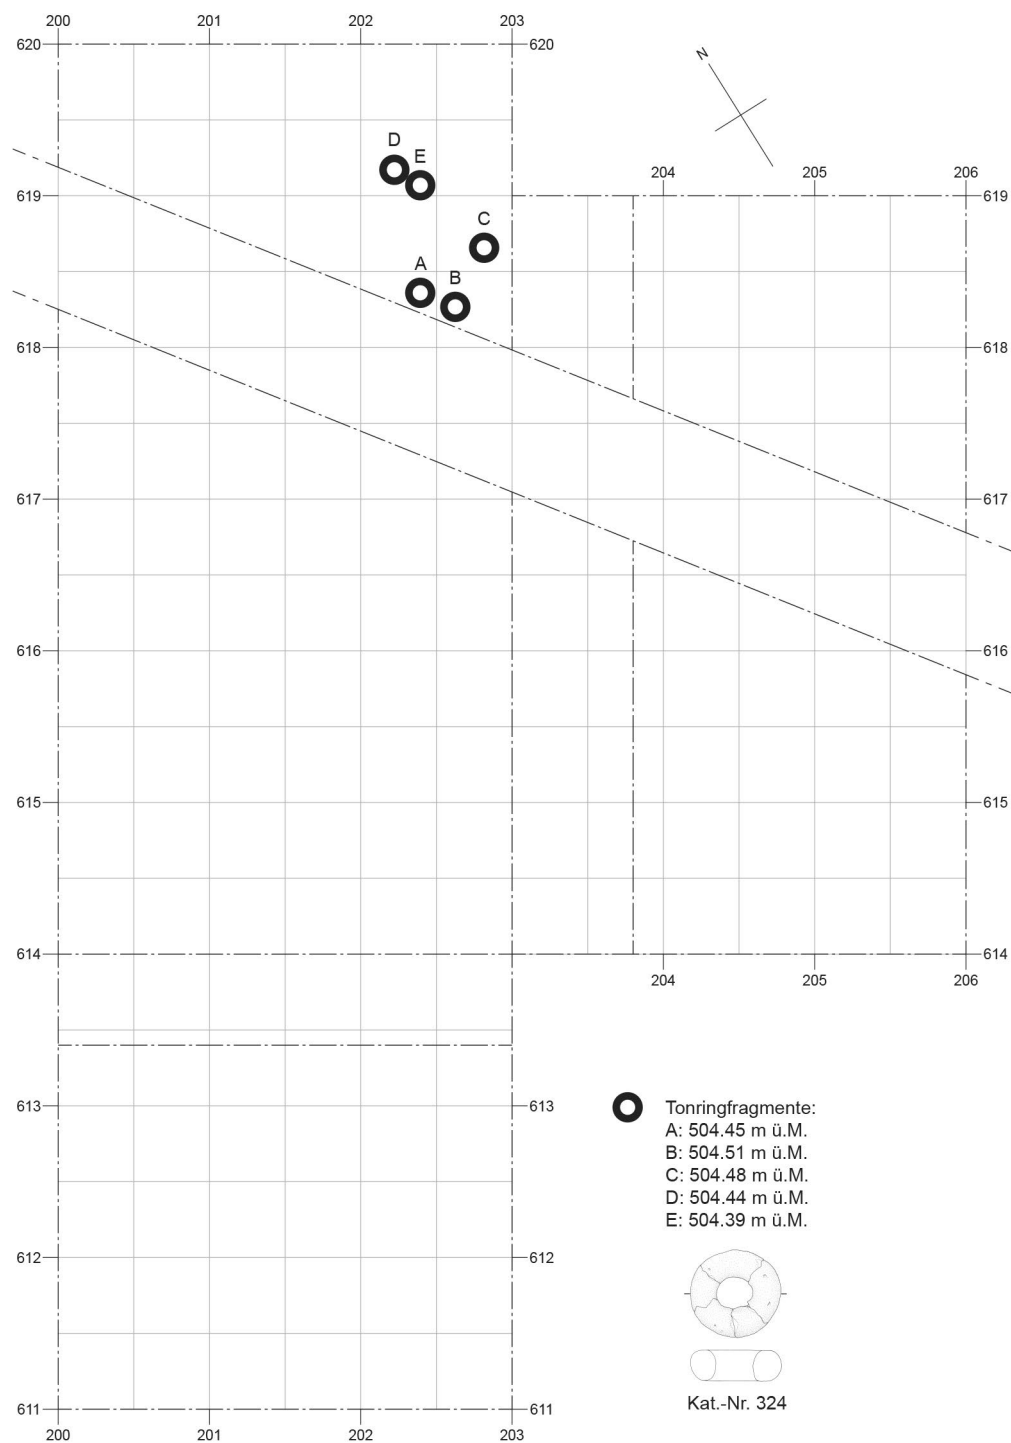 200 201 202 203
620 620
N
D
E
204 205 206
619 619
C
A
B
618 618
617 617
616 616
615 615
614 614
204 205 206
613 613
Tonringfragmente:
A: 504.45 m ü.M.
B: 504.51 m ü.M.
C: 504.48 m ü.M.
D: 504.44 m ü.M.
E: 504.39 m ü.M.
612 612
Kat.-Nr. 324
611 611
200 201 202 203